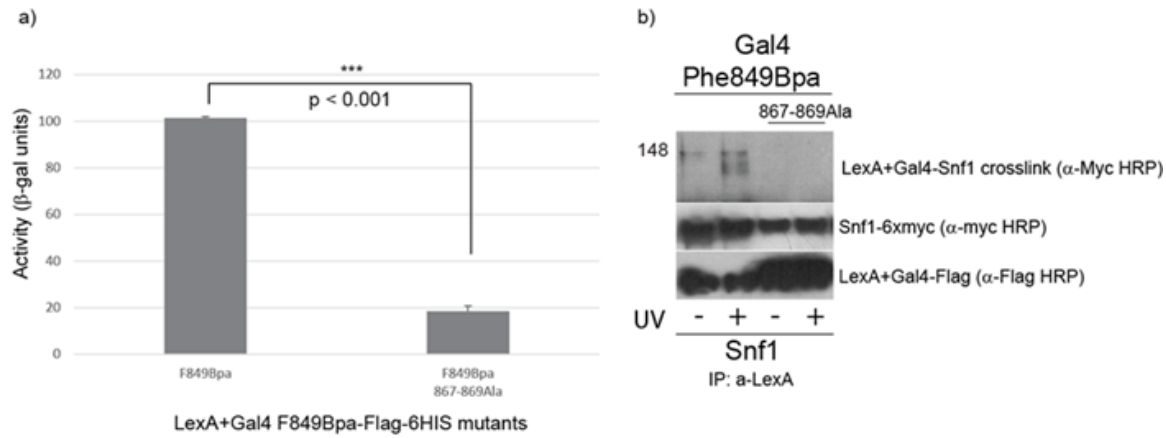 a)
***
p < 0.001
120
100
80
60
40
20
0
Activity (β-gal units)
F849Bpa
F849Bpa
867-869Ala
LexA+Gal4 F849Bpa-Flag-6HIS mutants
b)
Gal4
Phe849Bpa
867-869Ala
148
LexA+Gal4-Snf1 crosslink (α-Myc HRP)
Snf1-6xmyc (α-myc HRP)
LexA+Gal4-Flag (α-Flag HRP)
UV - + - +
Snf1
IP: a-LexA